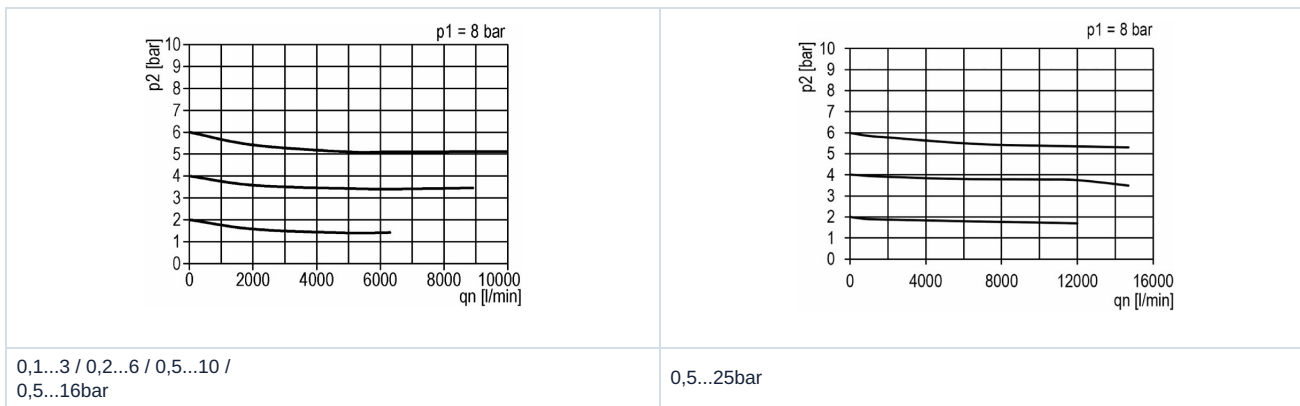 p1 = 8 bar
p2 [bar]
10
9
8
7
6
5
4
3
2
1
0
0 2000 4000 6000 8000 10000
qn [l/min]
p1 = 8 bar
p2 [bar]
10
9
8
7
6
5
4
3
2
1
0
0 4000 8000 12000 16000
qn [l/min]
0,1...3 / 0,2...6 / 0,5...10 /
0,5...16bar
0,5...25bar